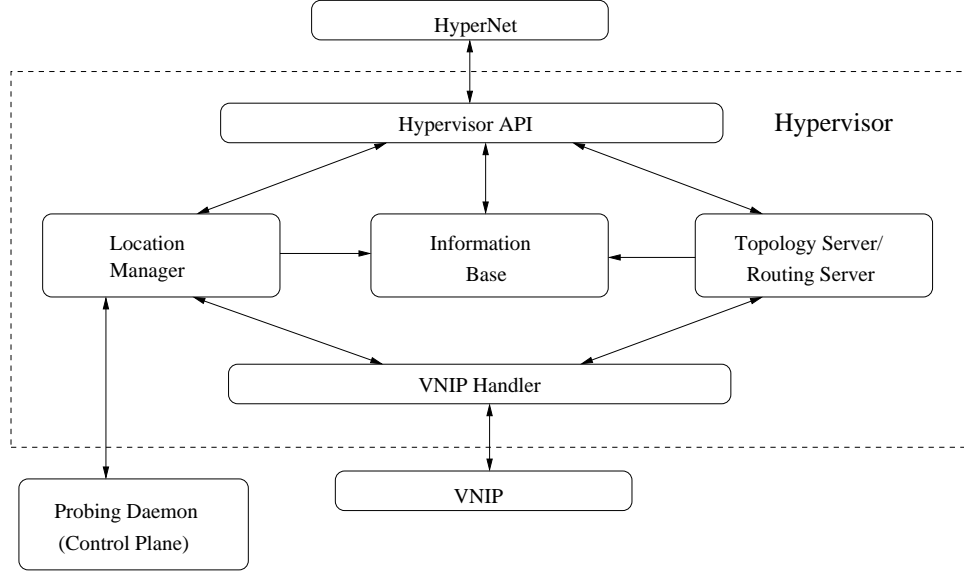 HyperNet
Hypervisor API
Hypervisor
Location
Manager
Information
Base
Topology Server/
Routing Server
VNIP Handler
VNIP
Probing Daemon
(Control Plane)